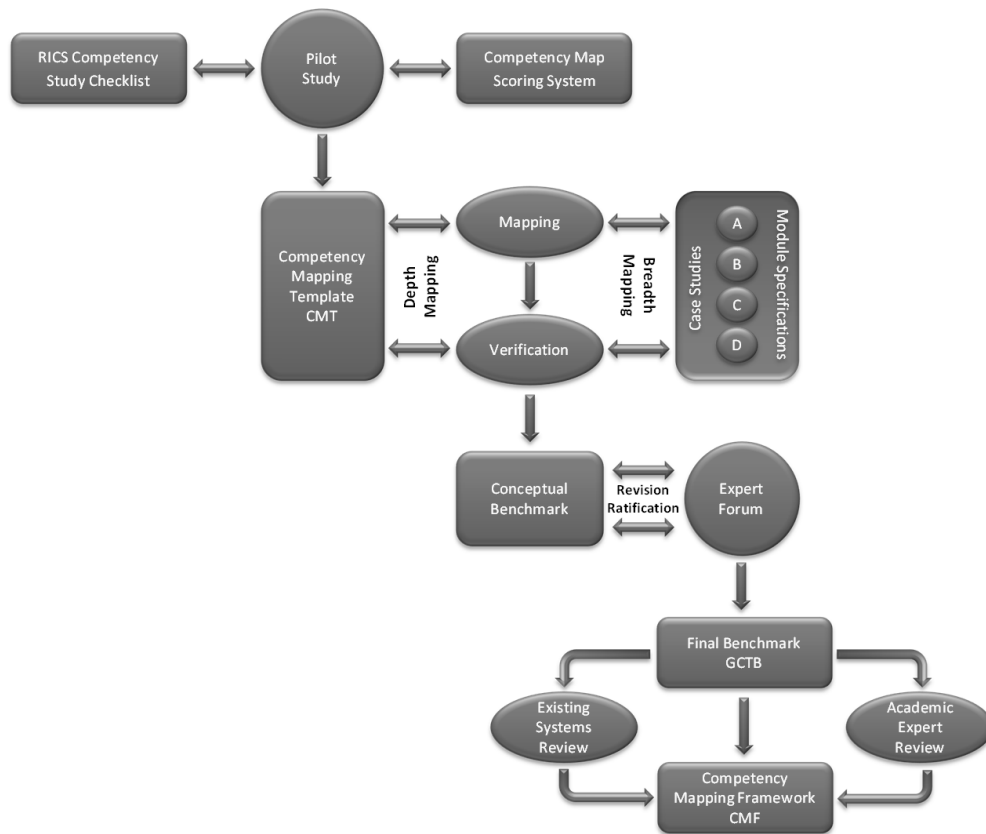 RICS Competency
Study Checklist
Pilot
Study
Competency Map
Scoring System
Competency
Mapping
Template
CMT
Depth
Mapping
Mapping
Verification
Breadth
Mapping
Case Studies
A
B
C
D
Module Specifications
Conceptual
Benchmark
Revision
Ratification
Expert
Forum
Final Benchmark
GCTB
Existing
Systems
Review
Academic
Expert
Review
Competency
Mapping Framework
CMF